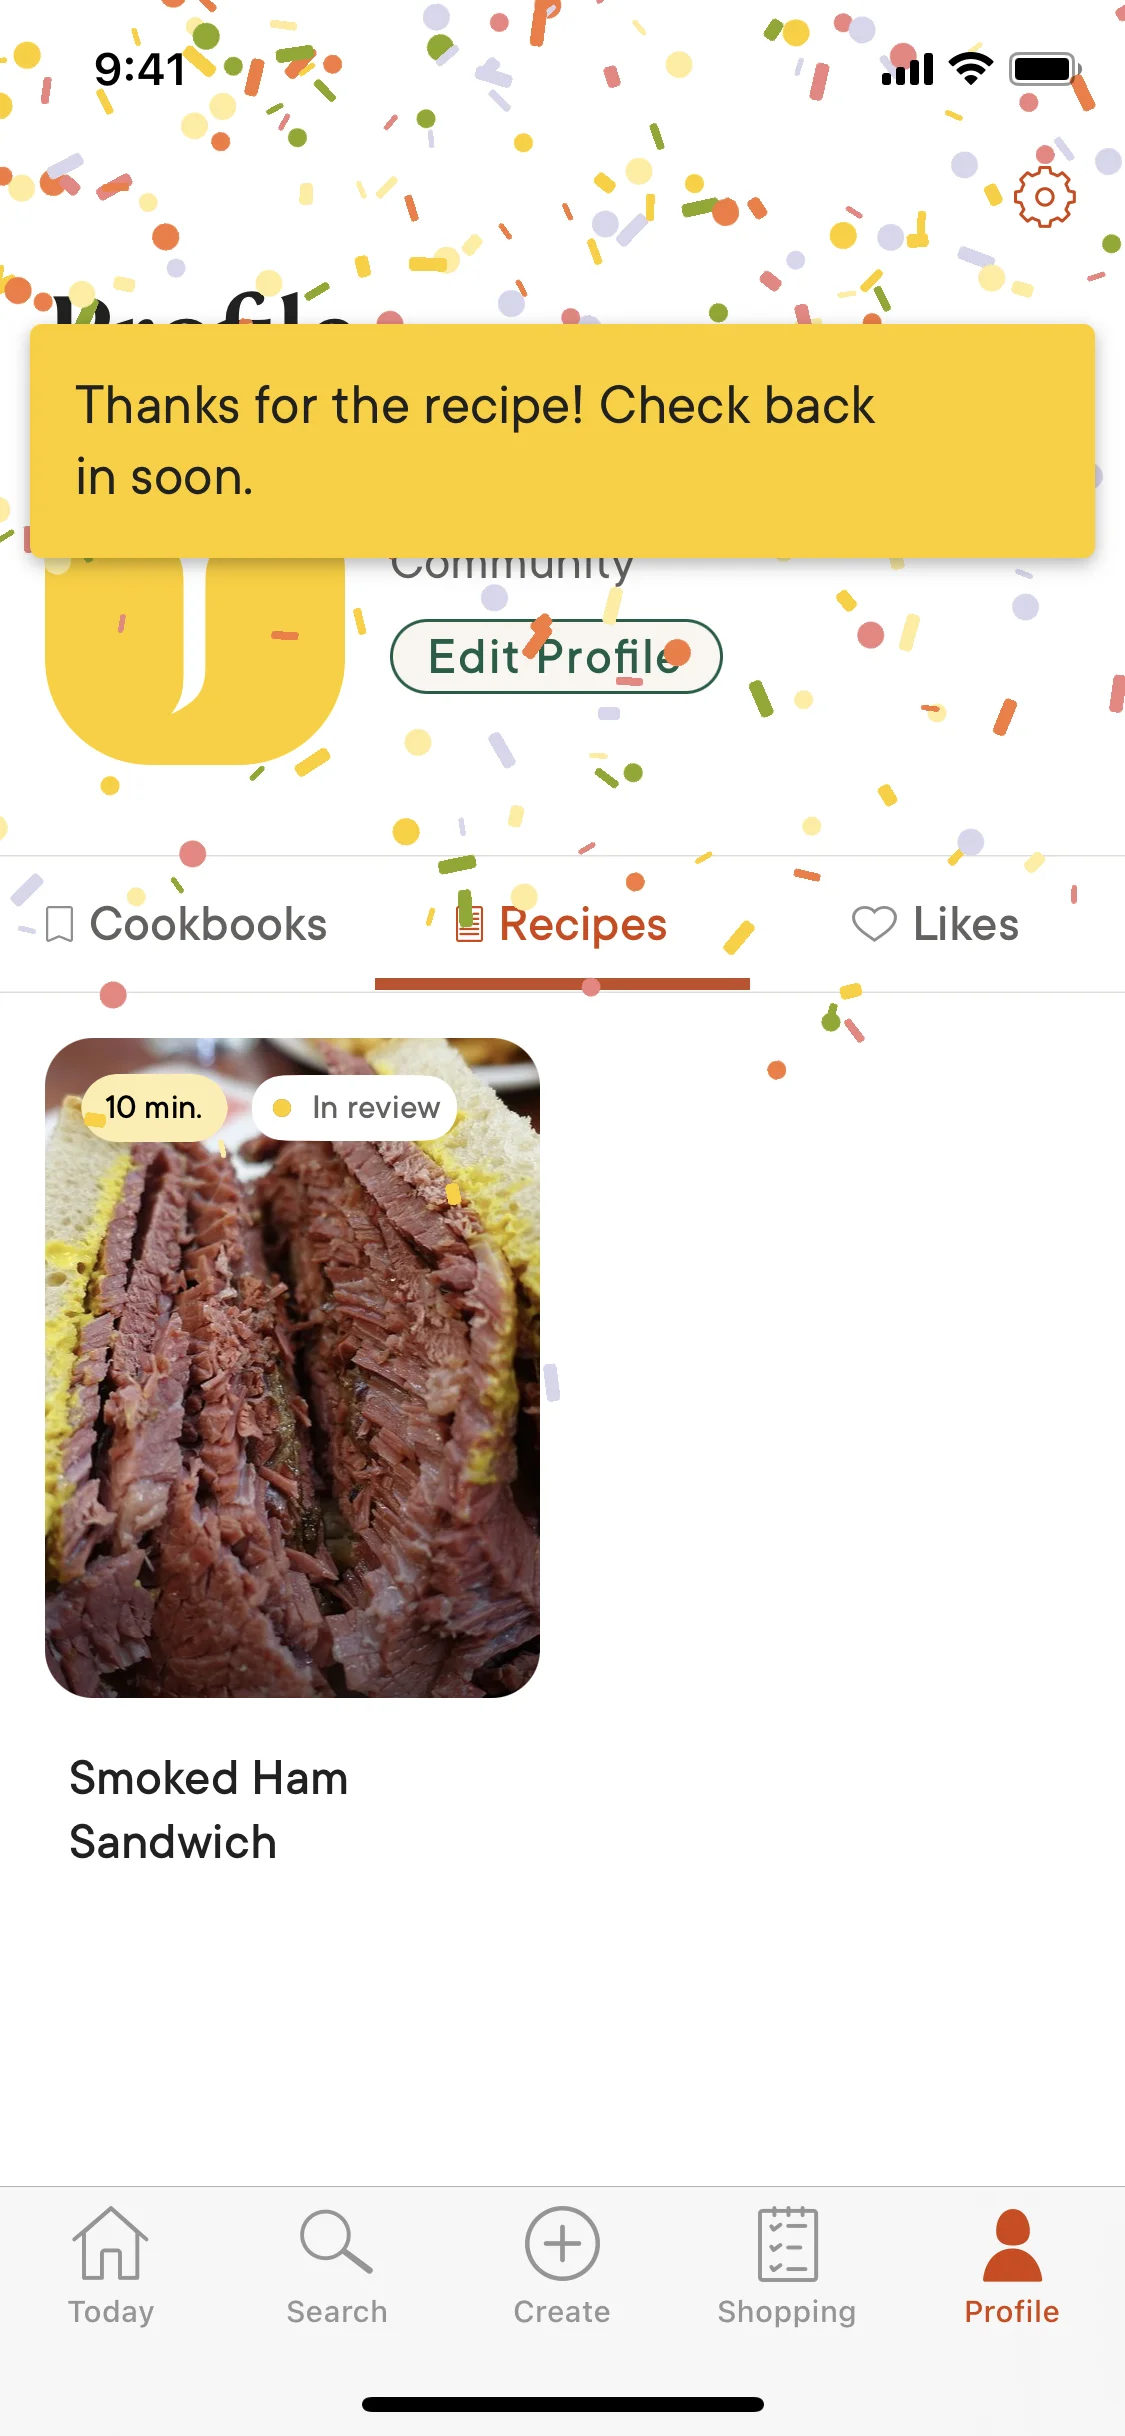 9:41
Profile
Thanks for the recipe! Check back
in soon.
Community
Edit Profile
Cookbooks
Recipes
Likes
10 min.
In review
Smoked Ham
Sandwich
Today
Search
Create
Shopping
Profile